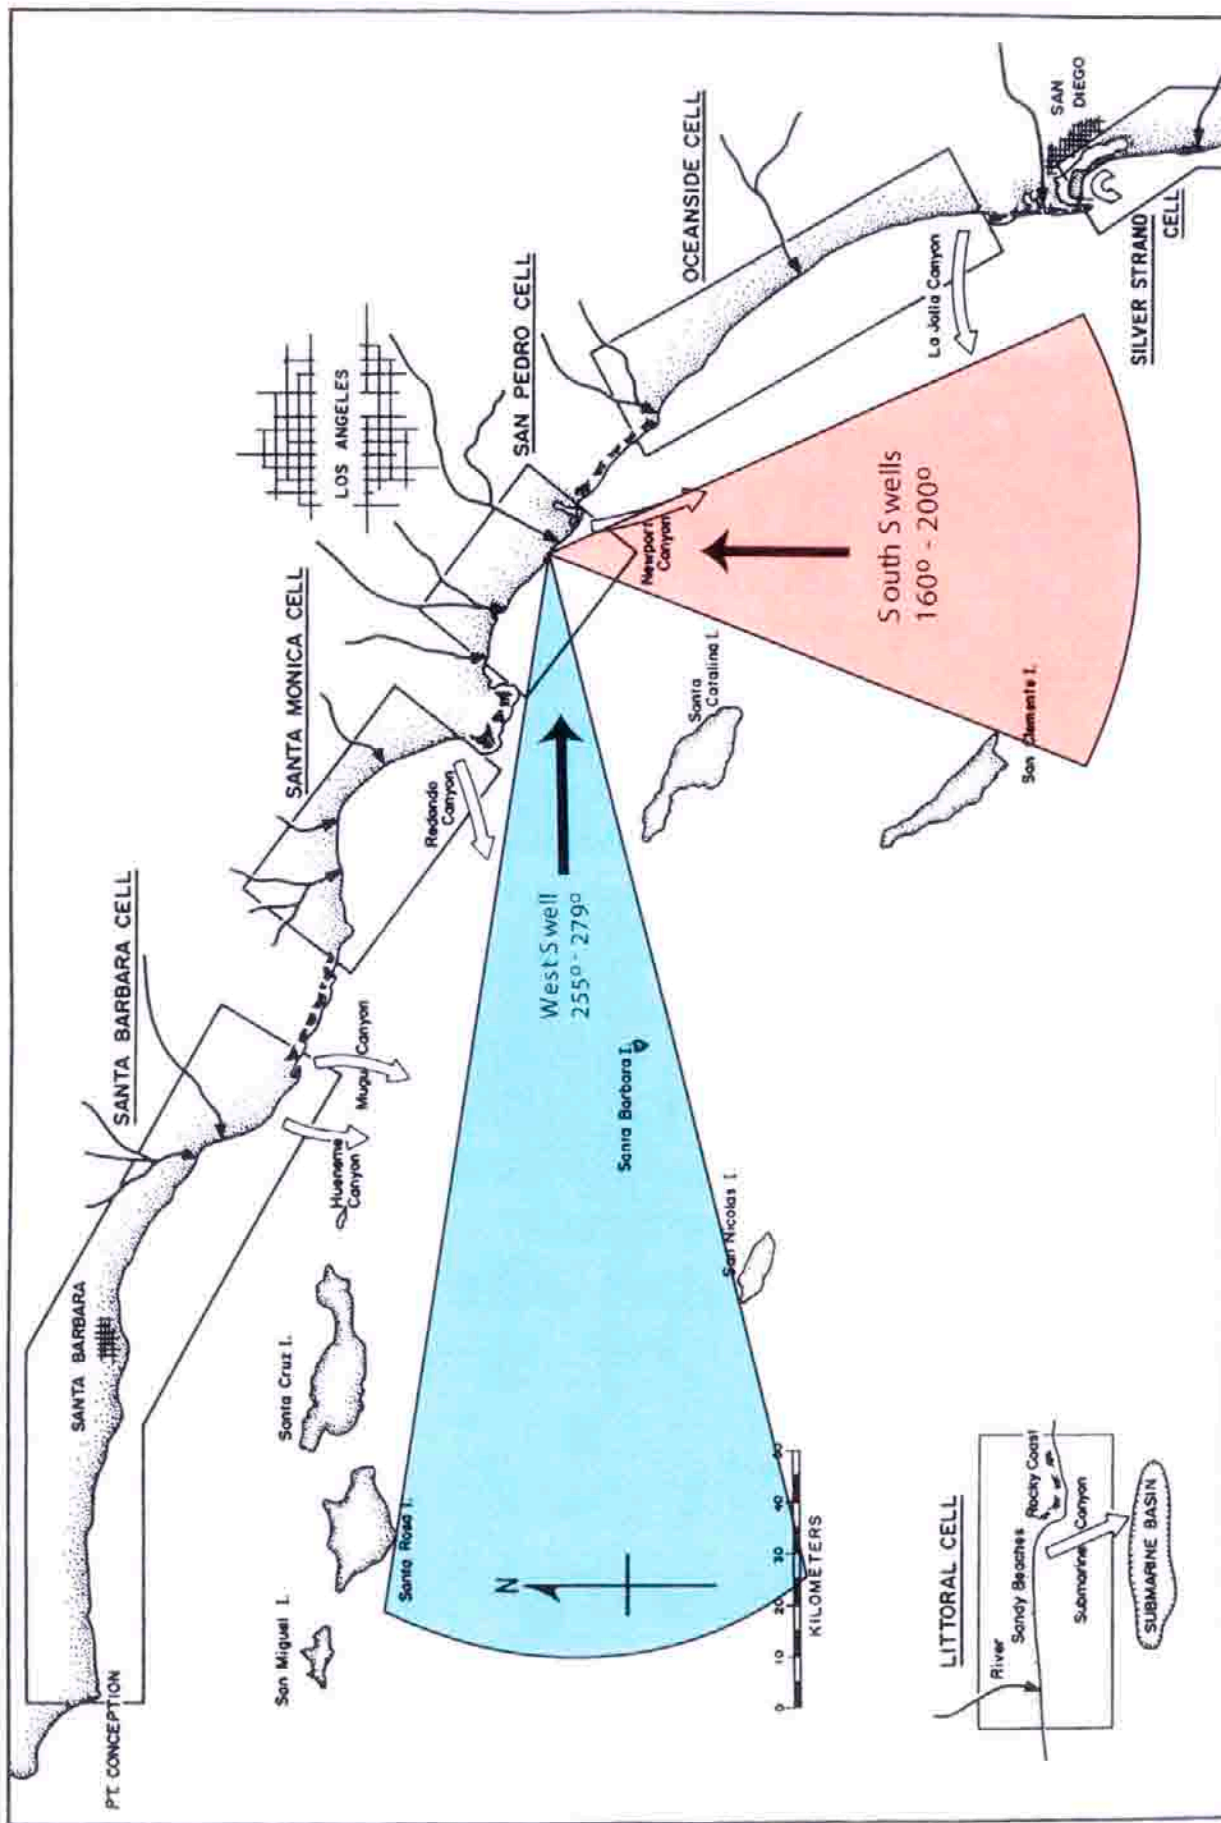 PT. CONCEPTION
SANTA BARBARA
SANTA BARBARA CELL
SANTA MONICA CELL
LOS ANGELES
SAN PEDRO CELL
OCEANSIDE CELL
SAN
DIEGO
SILVER STRAND
CELL
San Miguel I.
Santa Rosa I.
Santa Cruz I.
Hueneme
Canyon
Mugu Canyon
Redondo
Canyon
Newport
Canyon
La Jolla Canyon
Santa Barbara I.
San Nicolas I.
Santa
Catalina I.
San Clemente I.
West Swell
255° - 279°
South Swells
160° - 200°
N
0 10 20 30 40 50
KILOMETERS
LITTORAL CELL
River
Sandy Beaches
Rocky Coast
Submarine Canyon
SUBMARINE BASIN